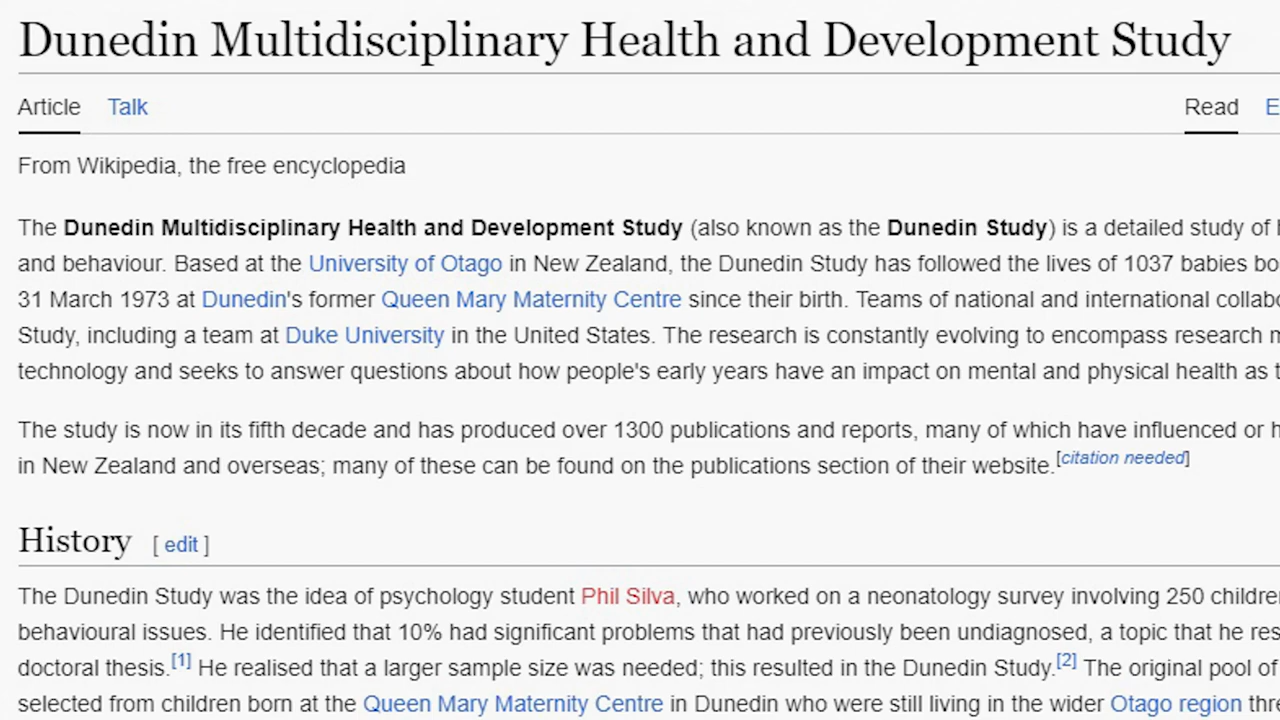 Dunedin Multidisciplinary Health and Development Study
Article Talk Read
From Wikipedia, the free encyclopedia
The Dunedin Multidisciplinary Health and Development Study (also known as the Dunedin Study) is a detailed study of
and behaviour. Based at the University of Otago in New Zealand, the Dunedin Study has followed the lives of 1037 babies
31 March 1973 at Dunedin's former Queen Mary Maternity Centre since their birth. Teams of national and international
Study, including a team at Duke University in the United States. The research is constantly evolving to encompass research
technology and seeks to answer questions about how people's early years have an impact on mental and physical health as
The study is now in its fifth decade and has produced over 1300 publications and reports, many of which have influenced or
in New Zealand and overseas; many of these can be found on the publications section of their website.[citation needed]
History [ edit ]
The Dunedin Study was the idea of psychology student Phil Silva, who worked on a neonatology survey involving 250
behavioural issues. He identified that 10% had significant problems that had previously been undiagnosed, a topic that he
doctoral thesis.[1] He realised that a larger sample size was needed; this resulted in the Dunedin Study.[2] The original pool of
selected from children born at the Queen Mary Maternity Centre in Dunedin who were still living in the wider Otago region